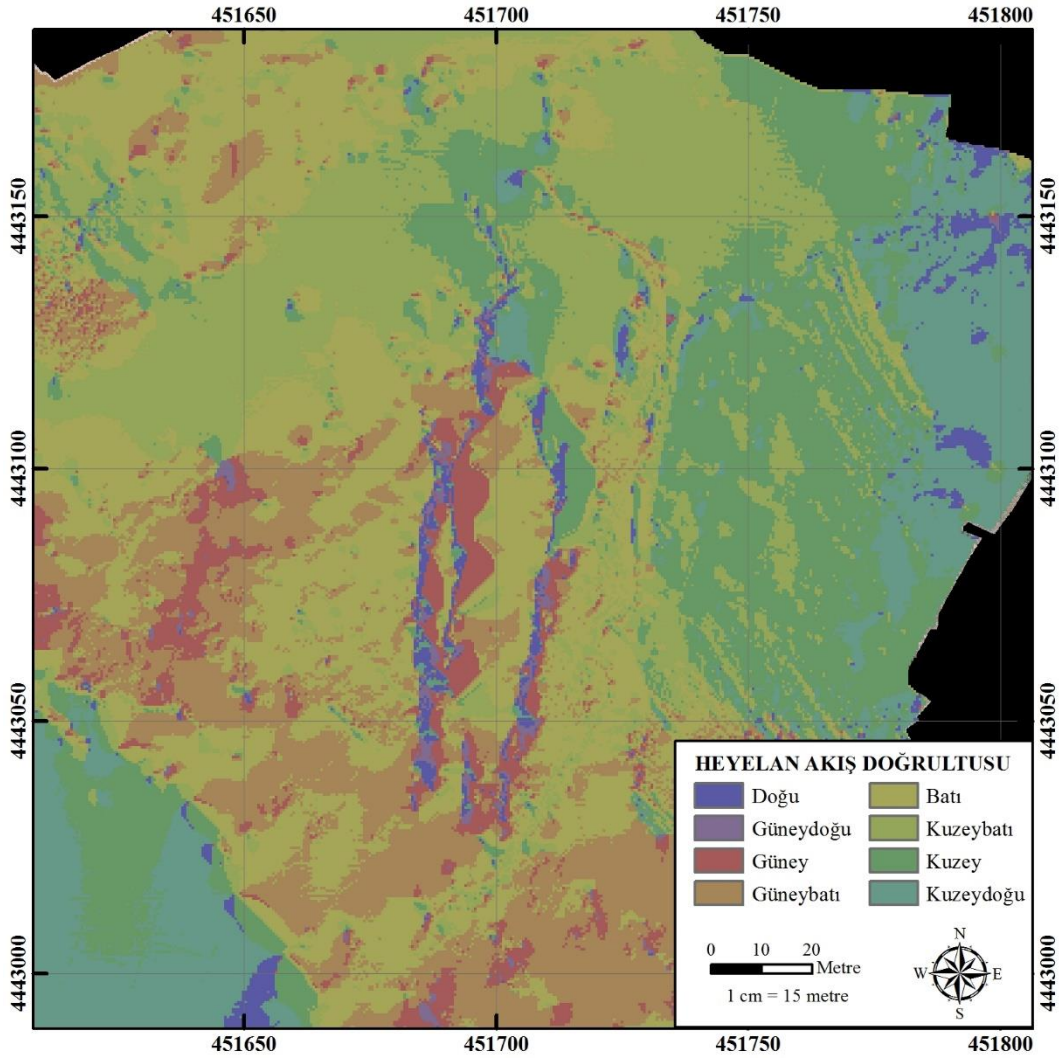 451650 451700 451750 451800
4443150 4443150
4443100 4443100
4443050 4443050
HEYELAN AKIŞ DOĞRULTUSU
Doğu Batı
Güneydoğu Kuzeybatı
Güney Kuzey
Güneybatı Kuzeydoğu
0 10 20
Metre
1 cm = 15 metre
N
W E
S
4443000 4443000
451650 451700 451750 451800